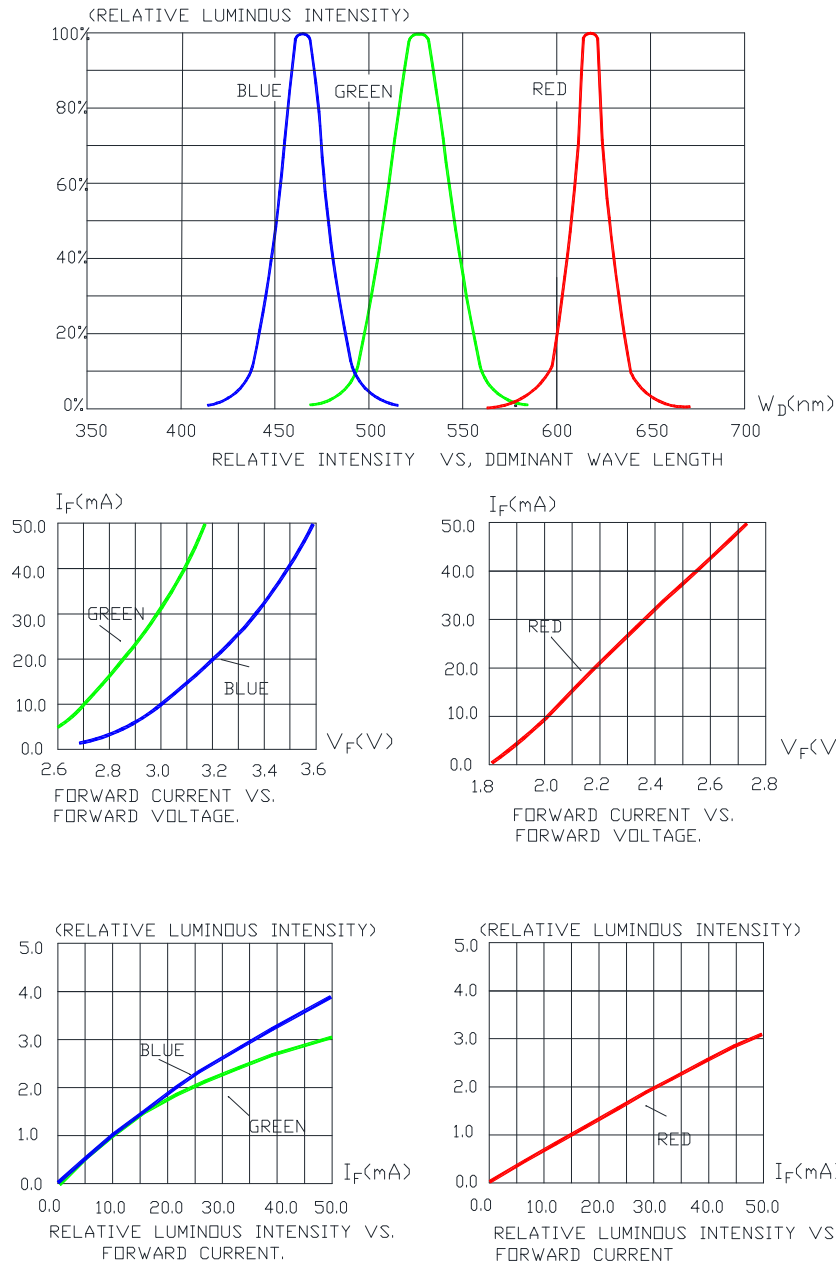 (RELATIVE LUMINOUS INTENSITY)
100%
80%
60%
40%
20%
0%
BLUE
GREEN
RED
W_D(nm)
350 400 450 500 550 600 650 700
RELATIVE INTENSITY VS, DOMINANT WAVE LENGTH
I_F(mA)
50.0
40.0
30.0
20.0
10.0
0.0
GREEN
BLUE
V_F(V)
2.6 2.8 3.0 3.2 3.4 3.6
FORWARD CURRENT VS.
FORWARD VOLTAGE.
I_F(mA)
50.0
40.0
30.0
20.0
10.0
0.0
RED
V_F(V
1.8 2.0 2.2 2.4 2.6 2.8
FORWARD CURRENT VS.
FORWARD VOLTAGE.
(RELATIVE LUMINOUS INTENSITY)
5.0
4.0
3.0
2.0
1.0
0.0
BLUE
GREEN
I_F(mA)
0.0 10.0 20.0 30.0 40.0 50.0
RELATIVE LUMINOUS INTENSITY VS.
FORWARD CURRENT.
(RELATIVE LUMINOUS INTENSITY)
5.0
4.0
3.0
2.0
1.0
0.0
RED
I_F(mA
0.0 10.0 20.0 30.0 40.0 50.0
RELATIVE LUMINOUS INTENSITY VS
FORWARD CURRENT